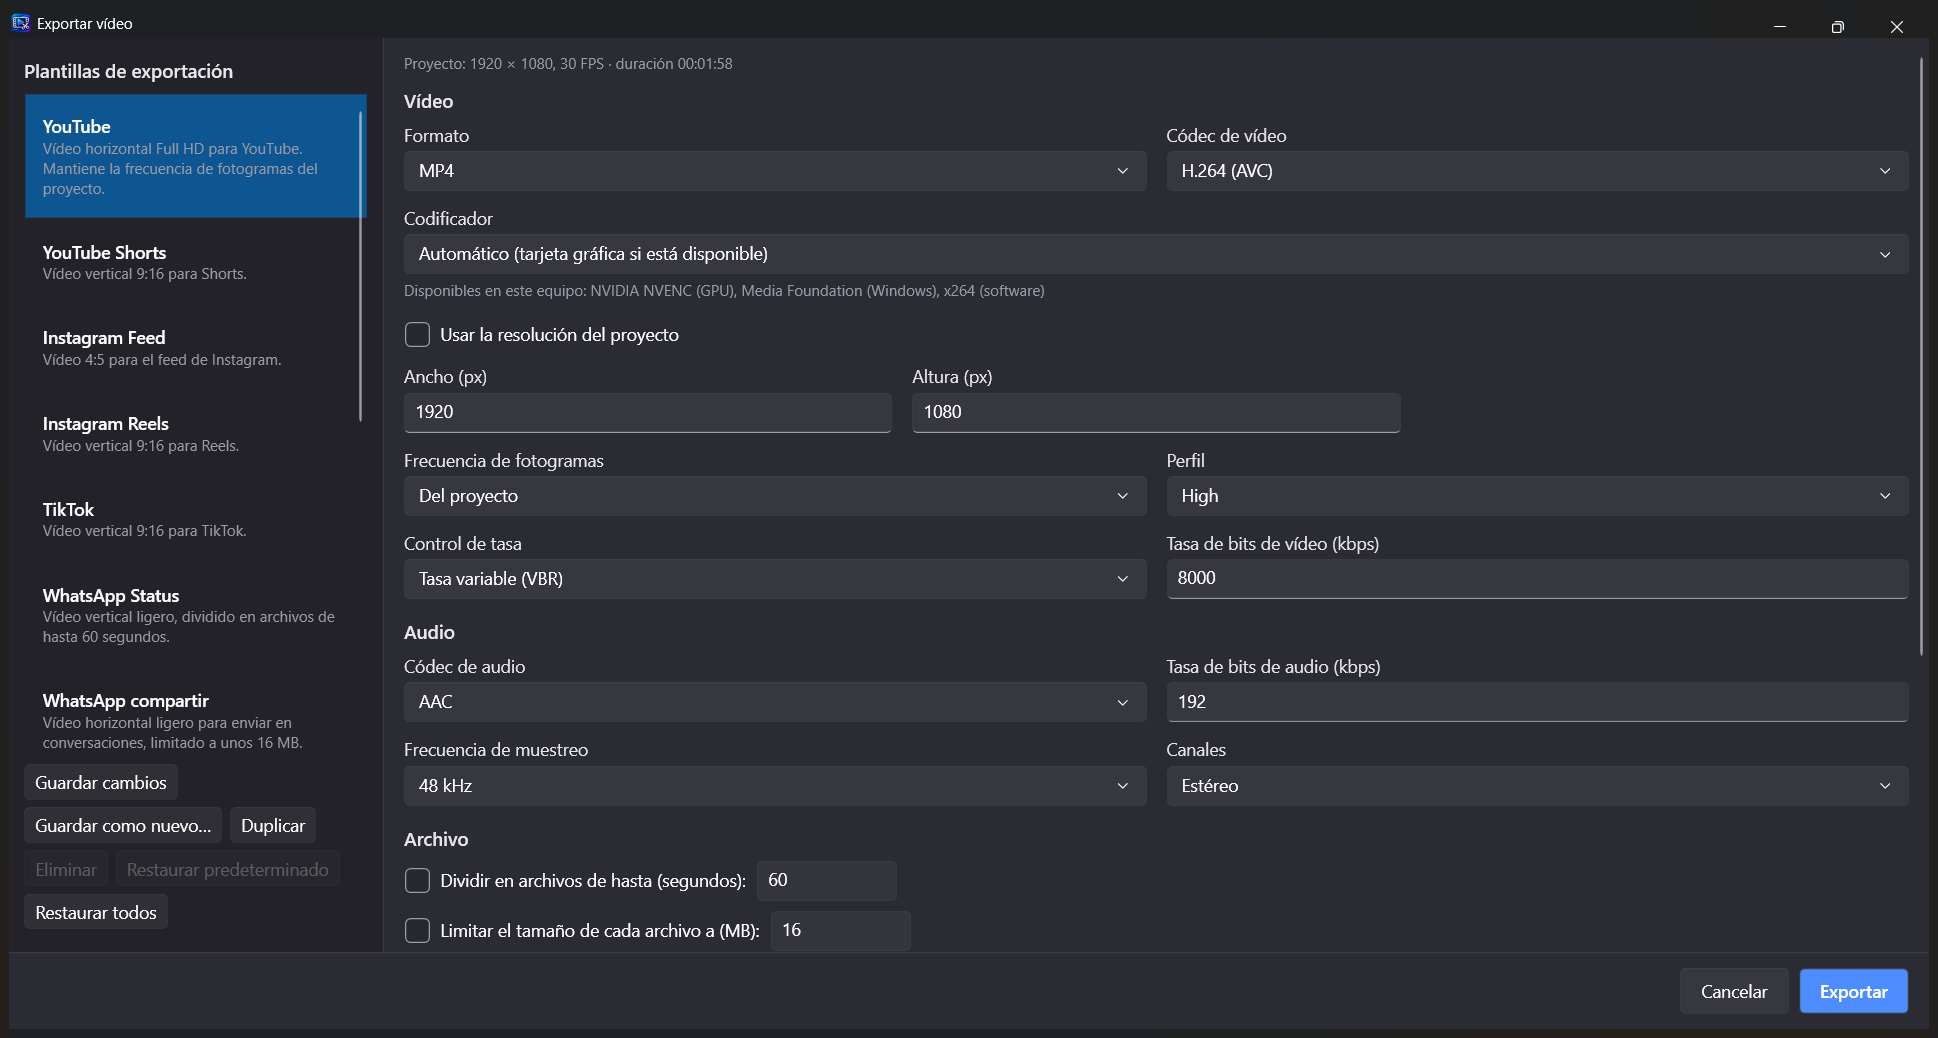 Exportar vídeo
Plantillas de exportación
YouTube
Vídeo horizontal Full HD para YouTube.
Mantiene la frecuencia de fotogramas del
proyecto.
YouTube Shorts
Vídeo vertical 9:16 para Shorts.
Instagram Feed
Vídeo 4:5 para el feed de Instagram.
Instagram Reels
Vídeo vertical 9:16 para Reels.
TikTok
Vídeo vertical 9:16 para TikTok.
WhatsApp Status
Vídeo vertical ligero, dividido en archivos de
hasta 60 segundos.
WhatsApp compartir
Vídeo horizontal ligero para enviar en
conversaciones, limitado a unos 16 MB.
Guardar cambios
Guardar como nuevo... Duplicar
Eliminar Restaurar predeterminado
Restaurar todos
Proyecto: 1920 × 1080, 30 FPS · duración 00:01:58
Vídeo
Formato Códec de vídeo
MP4 H.264 (AVC)
Codificador
Automático (tarjeta gráfica si está disponible)
Disponibles en este equipo: NVIDIA NVENC (GPU), Media Foundation (Windows), x264 (software)
Usar la resolución del proyecto
Ancho (px) Altura (px)
1920 1080
Frecuencia de fotogramas Perfil
Del proyecto High
Control de tasa Tasa de bits de vídeo (kbps)
Tasa variable (VBR) 8000
Audio
Códec de audio Tasa de bits de audio (kbps)
AAC 192
Frecuencia de muestreo Canales
48 kHz Estéreo
Archivo
Dividir en archivos de hasta (segundos): 60
Limitar el tamaño de cada archivo a (MB): 16
Cancelar Exportar